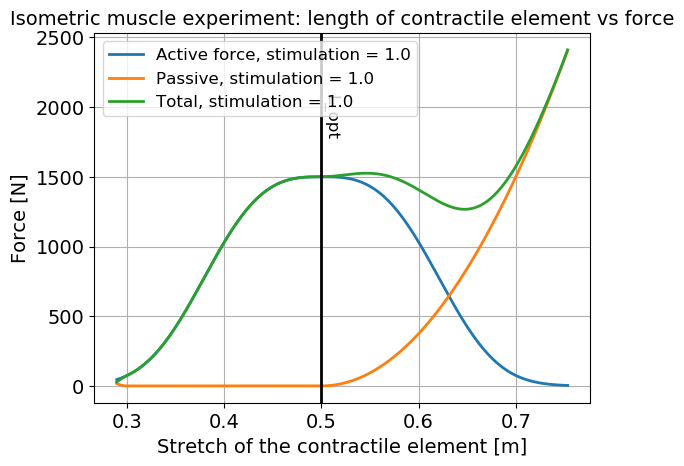 Isometric muscle experiment: length of contractile element vs force
Active force, stimulation = 1.0
Passive, stimulation = 1.0
Total, stimulation = 1.0
opt
Force [N]
2500
2000
1500
1000
500
0
0.3 0.4 0.5 0.6 0.7
Stretch of the contractile element [m]